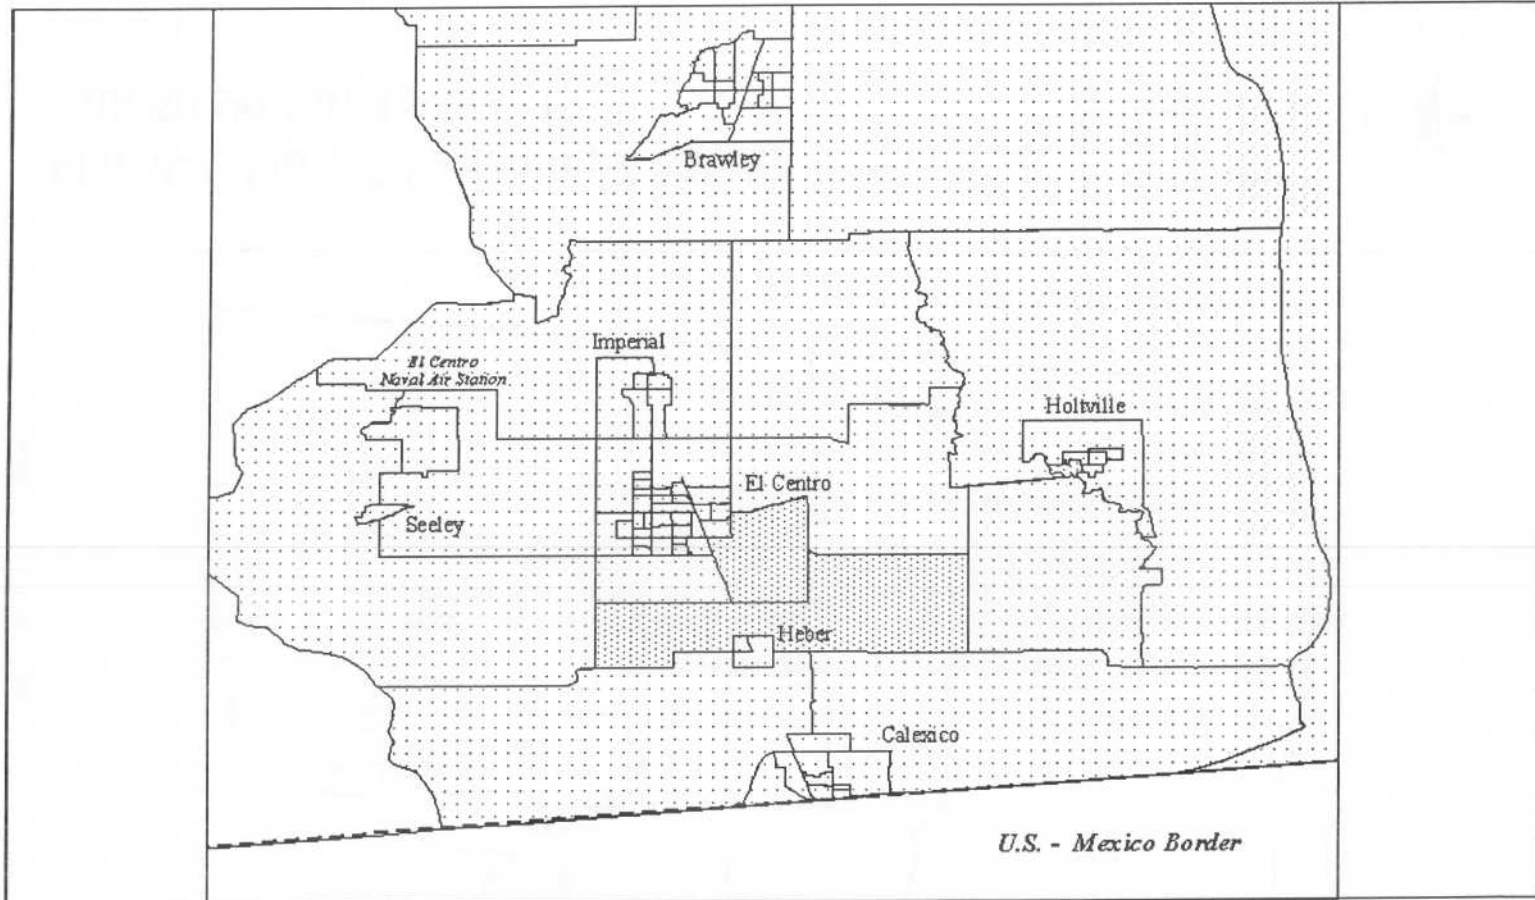 Brawley
Imperial
El Centro
Naval Air Station
Holtville
El Centro
Seeley
Heber
Calexico
U.S. - Mexico Border